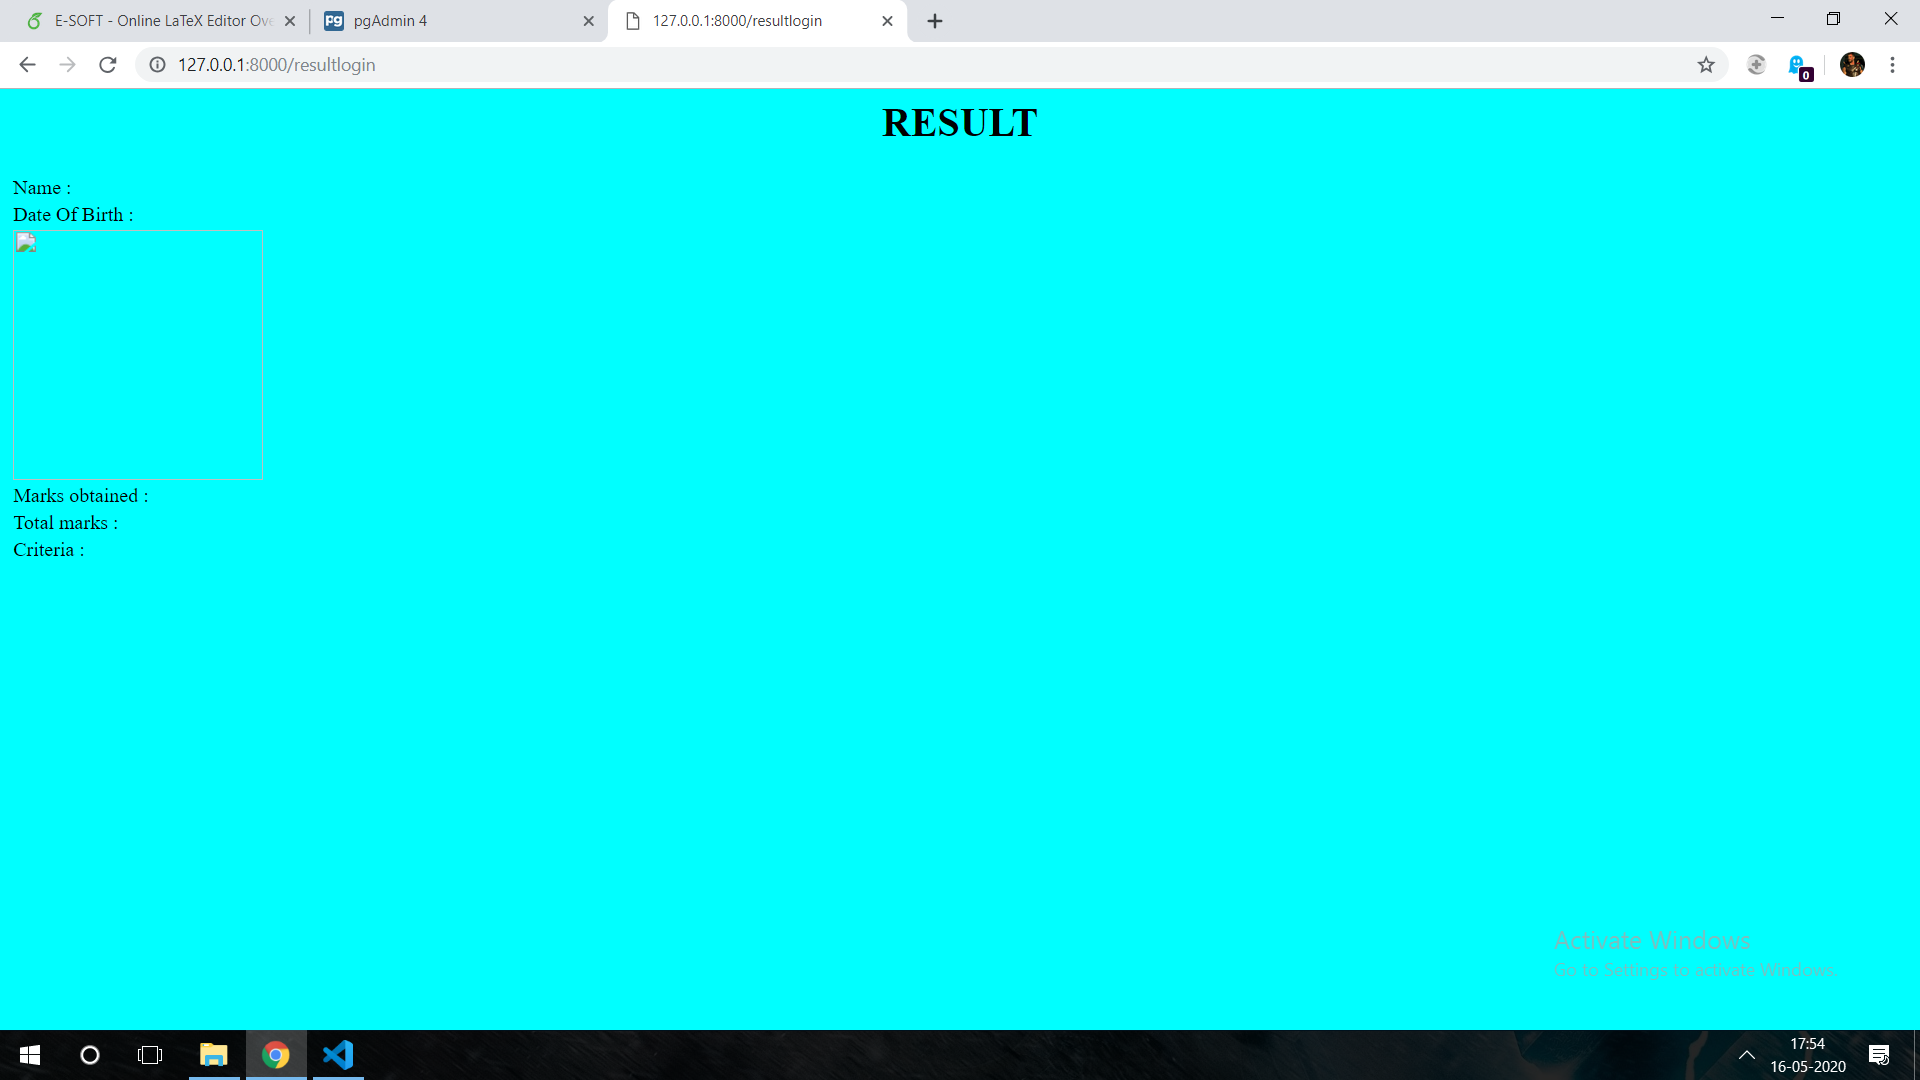 E-SOFT - Online LaTeX Editor Ove
pgAdmin 4
127.0.0.1:8000/resultlogin
127.0.0.1:8000/resultlogin
0
RESULT
Name :
Date Of Birth :
Marks obtained :
Total marks :
Criteria :
Activate Windows
Go to Settings to activate Windows.
17:54
16-05-2020